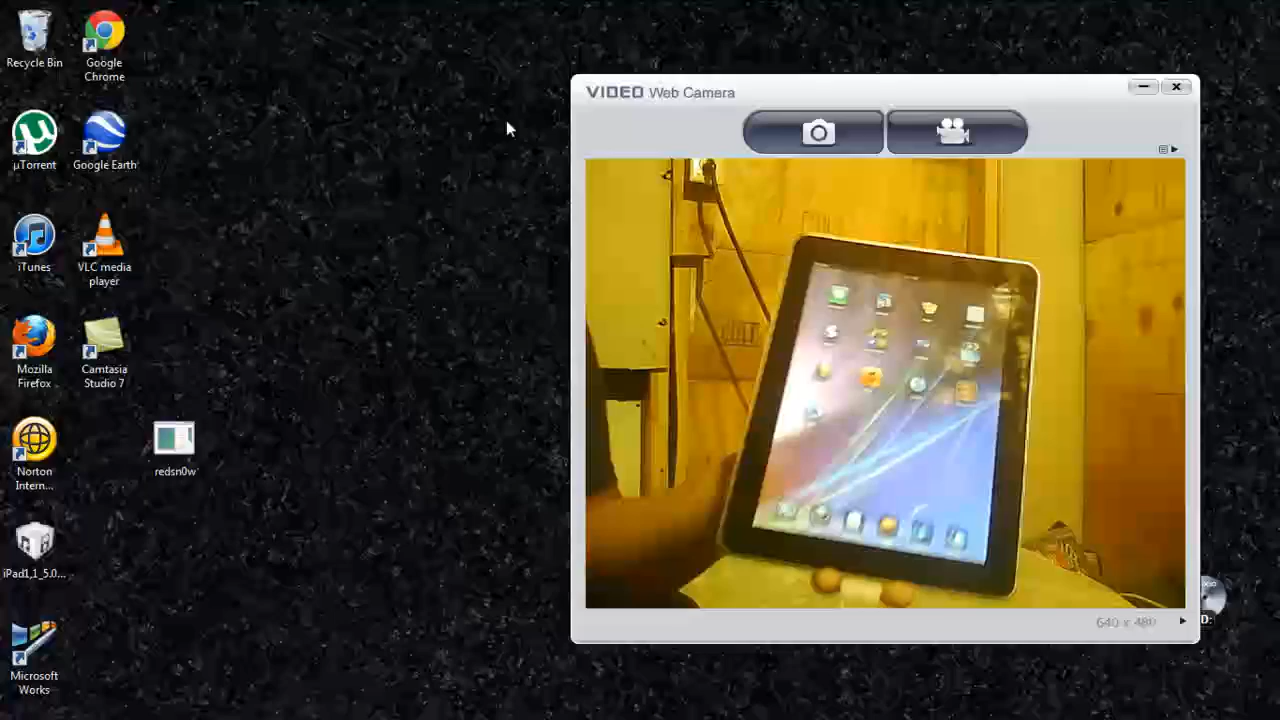 Recycle Bin
Google
Chrome
µTorrent
Google Earth
iTunes
VLC media
player
Mozilla
Firefox
Camtasia
Studio 7
Norton
Intern...
redsn0w
iPad1,1_5.0...
Microsoft
Works
VIDEO Web Camera
640 x 480
D: